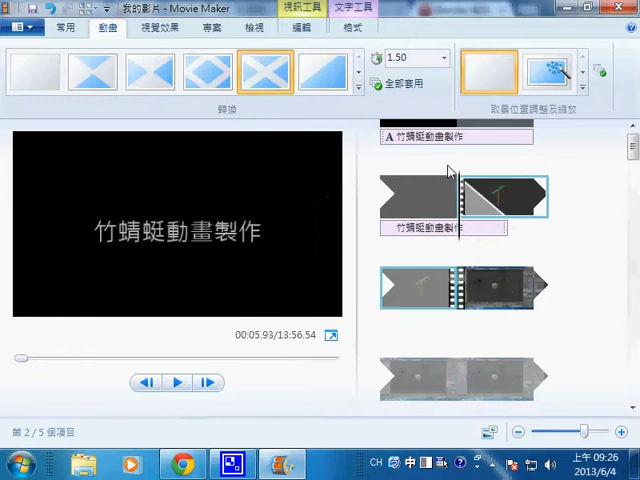 我的影片 - Movie Maker
視訊工具
文字工具
常用
動畫
視覺效果
專案
檢視
編輯
格式
1.50
全部套用
轉換
取景位置調整及縮放
竹蜻蜓動畫製作
00:05.93/13:56.54
A 竹蜻蜓動畫製作
竹蜻蜓動畫製作
第 2 / 5 個項目
CH
中
上午 09:26
2013/6/4